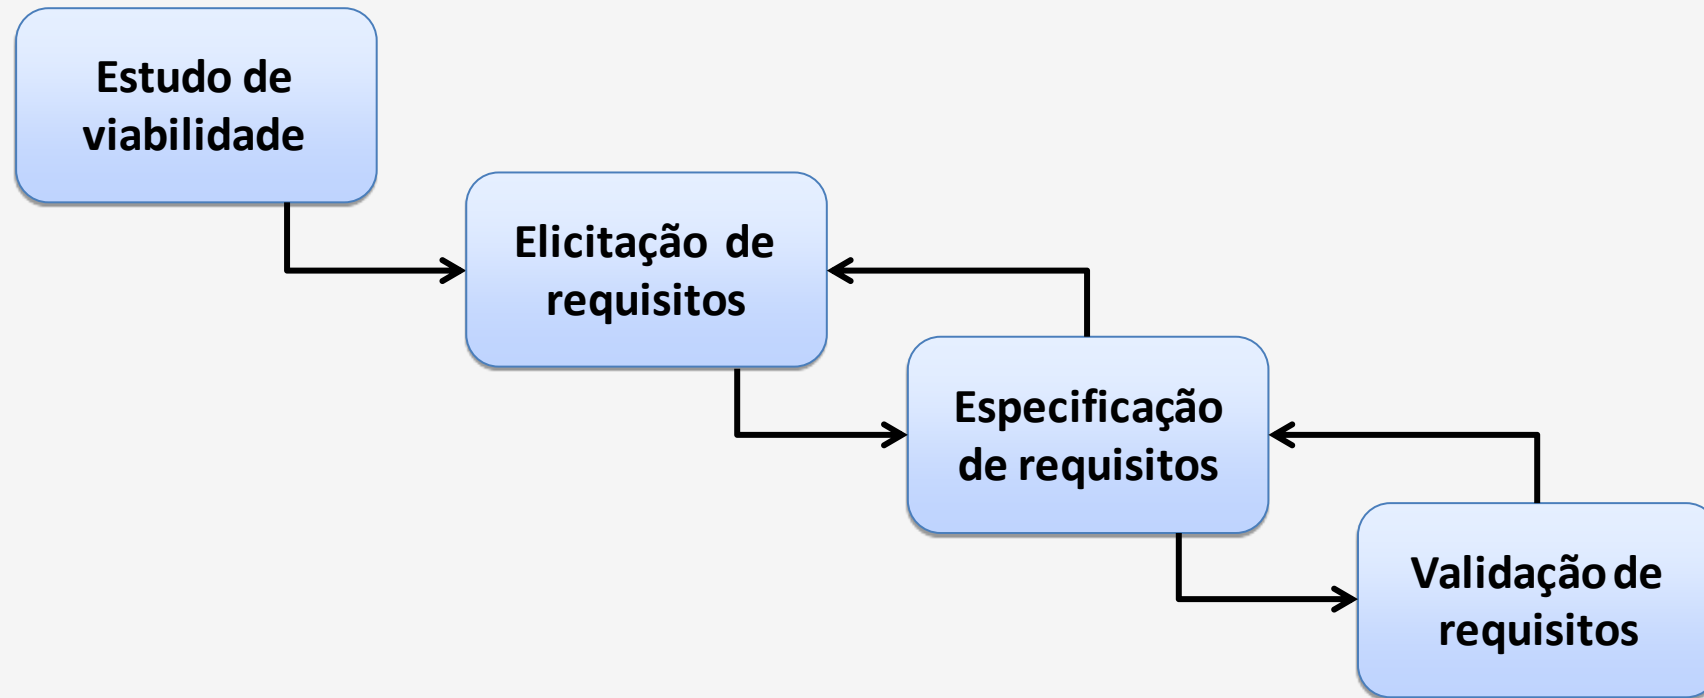 Estudo de
viabilidade
Elicitação de
requisitos
Especificação
de requisitos
Validação de
requisitos